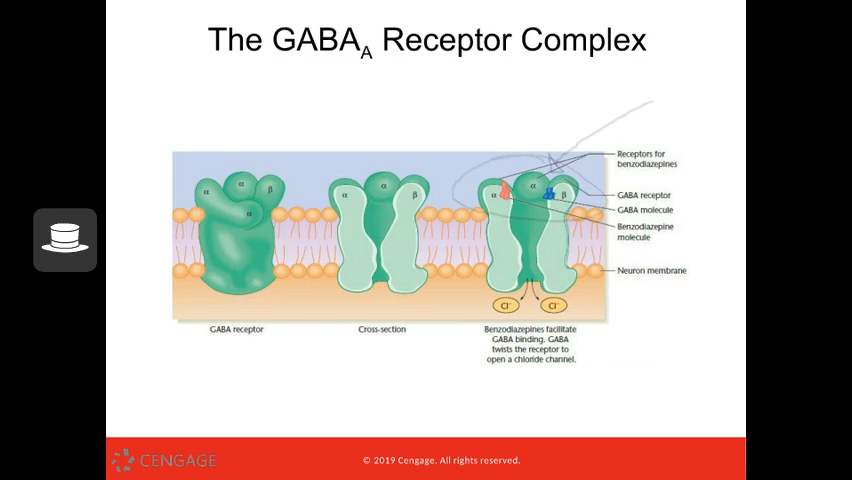 The GABAA Receptor Complex
α
α
β
α
α
α
β
α
α
β
Receptors for
benzodiazepines
GABA receptor
GABA molecule
Benzodiazepine
molecule
Neuron membrane
Cl⁻
Cl⁻
GABA receptor
Cross-section
Benzodiazepines facilitate
GABA binding. GABA
twists the receptor to
open a chloride channel.
CENGAGE
© 2019 Cengage. All rights reserved.